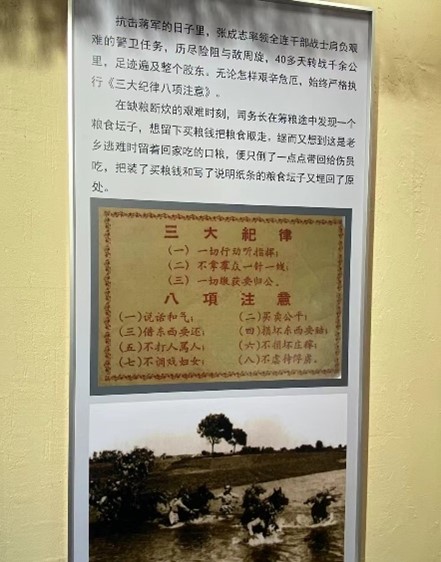 抗击蒋军的日子里，张成志率领全连干部战士肩负艰
难的警卫任务，历尽险阻与敌周旋，40多天转战千余公
里，足迹遍及整个胶东。无论怎样艰辛危厄，始终严格执
行《三大纪律八项注意》。
在缺粮断炊的艰难时刻，司务长在筹粮途中发现一个
粮食坛子，想留下买粮钱把粮食取走。继而又想到这是老
乡逃难时留着回家吃的口粮，便只倒了一点点带回给伤员
吃，把装了买粮钱和写了说明纸条的粮食坛子又埋回了原
处。
三大紀律
(一) 一切行动听指揮；
(二) 不拿羣众一针一线；
(三) 一切缴获要归公。
八項注意
(一)说话和气；
(二)买卖公平；
(三)借东西要还；
(四)损坏东西要赔；
(五)不打人罵人；
(六)不损坏庄稼；
(七)不调戏妇女；
(八)不虐待俘虏。